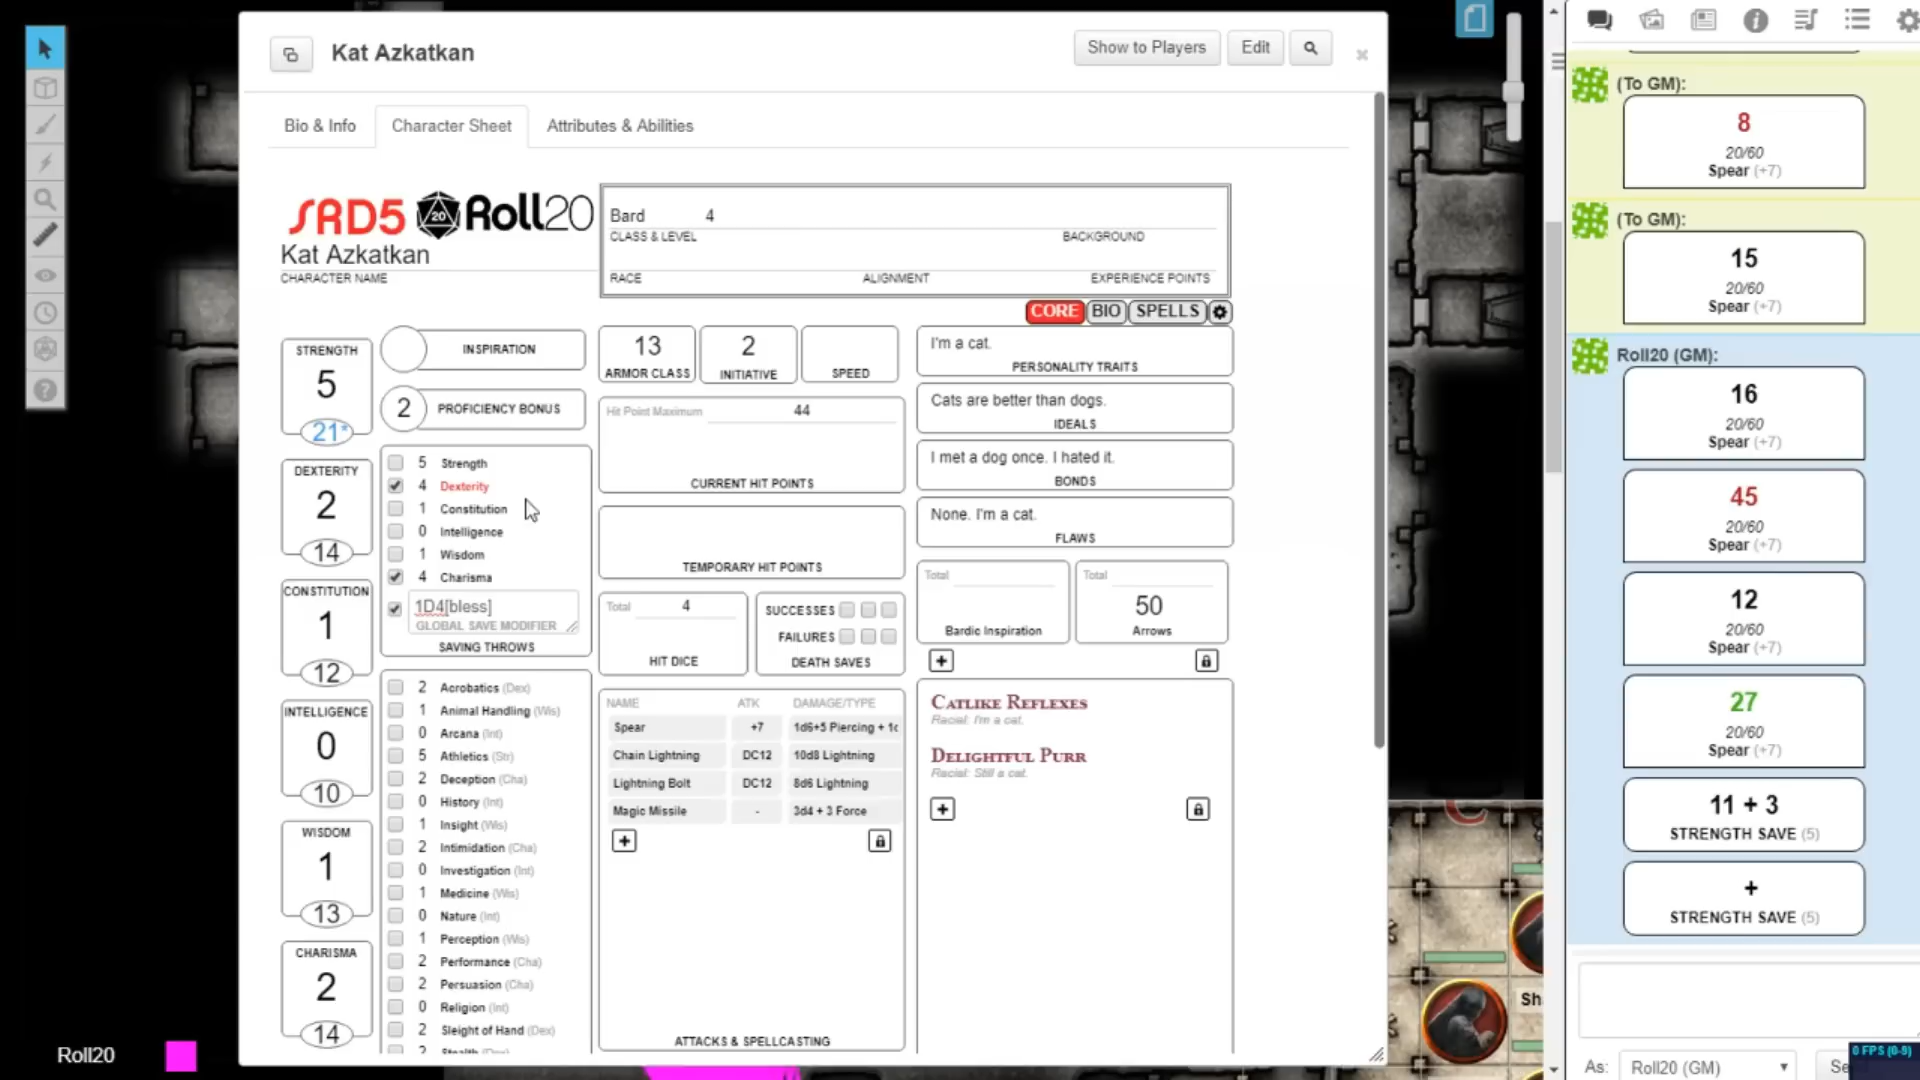 Kat Azkatkan
Show to Players
Edit
Bio & Info
Character Sheet
Attributes & Abilities
SRD5 20 Roll20
Kat Azkatkan
CHARACTER NAME
Bard 4
CLASS & LEVEL
BACKGROUND
RACE
ALIGNMENT
EXPERIENCE POINTS
CORE
BIO
SPELLS
STRENGTH
5
21*
DEXTERITY
2
14
CONSTITUTION
1
12
INTELLIGENCE
0
10
WISDOM
1
13
CHARISMA
2
14
INSPIRATION
2 PROFICIENCY BONUS
5 Strength
4 Dexterity
1 Constitution
0 Intelligence
1 Wisdom
4 Charisma
1D4[bless]
GLOBAL SAVE MODIFIER
SAVING THROWS
2 Acrobatics (Dex)
1 Animal Handling (Wis)
0 Arcana (Int)
5 Athletics (Str)
2 Deception (Cha)
0 History (Int)
1 Insight (Wis)
2 Intimidation (Cha)
0 Investigation (Int)
1 Medicine (Wis)
0 Nature (Int)
1 Perception (Wis)
2 Performance (Cha)
2 Persuasion (Cha)
0 Religion (Int)
2 Sleight of Hand (Dex)
2 Stealth (Dex)
13
ARMOR CLASS
2
INITIATIVE
SPEED
Hit Point Maximum 44
CURRENT HIT POINTS
TEMPORARY HIT POINTS
Total 4
HIT DICE
SUCCESSES
FAILURES
DEATH SAVES
NAME ATK DAMAGE/TYPE
Spear +7 1d6+5 Piercing + 1d
Chain Lightning DC12 10d8 Lightning
Lightning Bolt DC12 8d6 Lightning
Magic Missile - 3d4 + 3 Force
+
ATTACKS & SPELLCASTING
I'm a cat.
PERSONALITY TRAITS
Cats are better than dogs.
IDEALS
I met a dog once. I hated it.
BONDS
None. I'm a cat.
FLAWS
Total
Bardic Inspiration
Total
50
Arrows
+
CATLIKE REFLEXES
Racial: I'm a cat.
DELIGHTFUL PURR
Racial: Still a cat.
+
(To GM):
8
20/60
Spear (+7)
(To GM):
15
20/60
Spear (+7)
Roll20 (GM):
16
20/60
Spear (+7)
45
20/60
Spear (+7)
12
20/60
Spear (+7)
27
20/60
Spear (+7)
11 + 3
STRENGTH SAVE (5)
+
STRENGTH SAVE (5)
As: Roll20 (GM)
Se
0 FPS (0-9)
Sh
Roll20